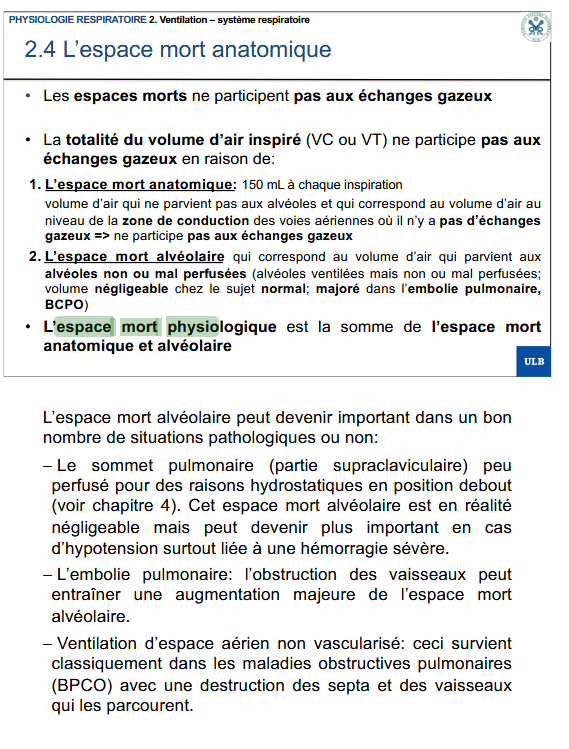 PHYSIOLOGIE RESPIRATOIRE 2. Ventilation – système respiratoire
2.4 L’espace mort anatomique
• Les espaces morts ne participent pas aux échanges gazeux
• La totalité du volume d’air inspiré (VC ou VT) ne participe pas aux
échanges gazeux en raison de:
1. L’espace mort anatomique: 150 mL à chaque inspiration
volume d’air qui ne parvient pas aux alvéoles et qui correspond au volume d’air au
niveau de la zone de conduction des voies aériennes où il n’y a pas d’échanges
gazeux => ne participe pas aux échanges gazeux
2. L’espace mort alvéolaire qui correspond au volume d’air qui parvient aux
alvéoles non ou mal perfusées (alvéoles ventilées mais non ou mal perfusées;
volume négligeable chez le sujet normal; majoré dans l’embolie pulmonaire,
BCPO)
• L’espace mort physiologique est la somme de l’espace mort
anatomique et alvéolaire
ULB
L’espace mort alvéolaire peut devenir important dans un bon
nombre de situations pathologiques ou non:
– Le sommet pulmonaire (partie supraclaviculaire) peu
perfusé pour des raisons hydrostatiques en position debout
(voir chapitre 4). Cet espace mort alvéolaire est en réalité
négligeable mais peut devenir plus important en cas
d’hypotension surtout liée à une hémorragie sévère.
– L’embolie pulmonaire: l’obstruction des vaisseaux peut
entraîner une augmentation majeure de l’espace mort
alvéolaire.
– Ventilation d’espace aérien non vascularisé: ceci survient
classiquement dans les maladies obstructives pulmonaires
(BPCO) avec une destruction des septa et des vaisseaux
qui les parcourent.